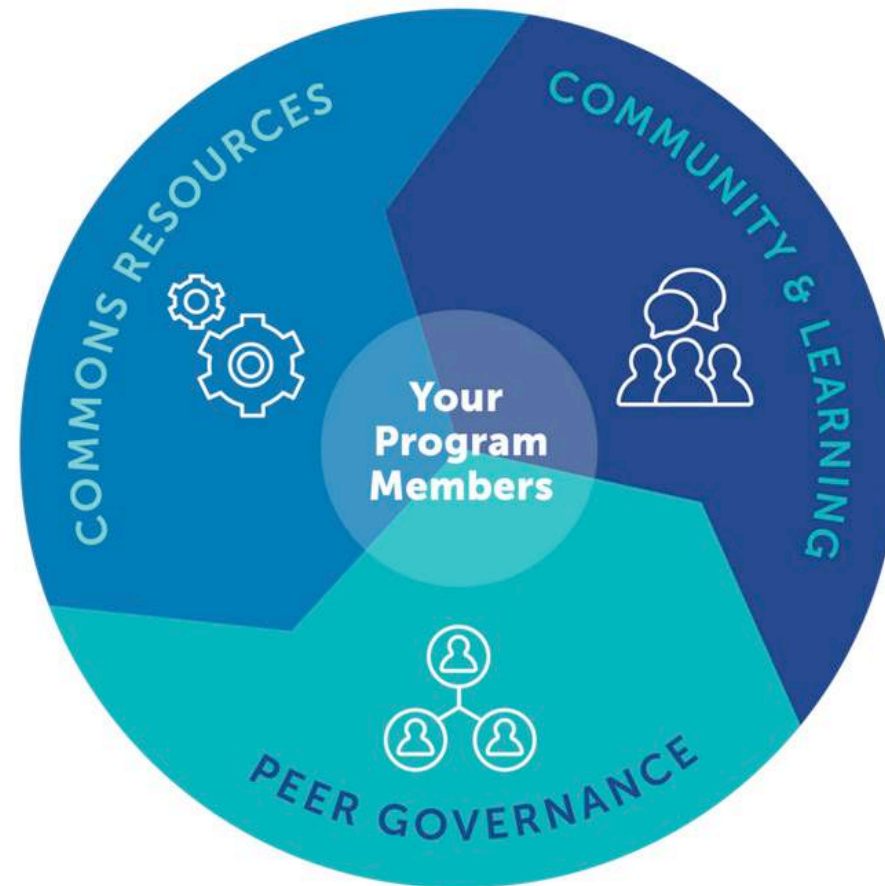 COMMONS RESOURCES
COMMUNITY & LEARNING
Your
Program
Members
PEER GOVERNANCE